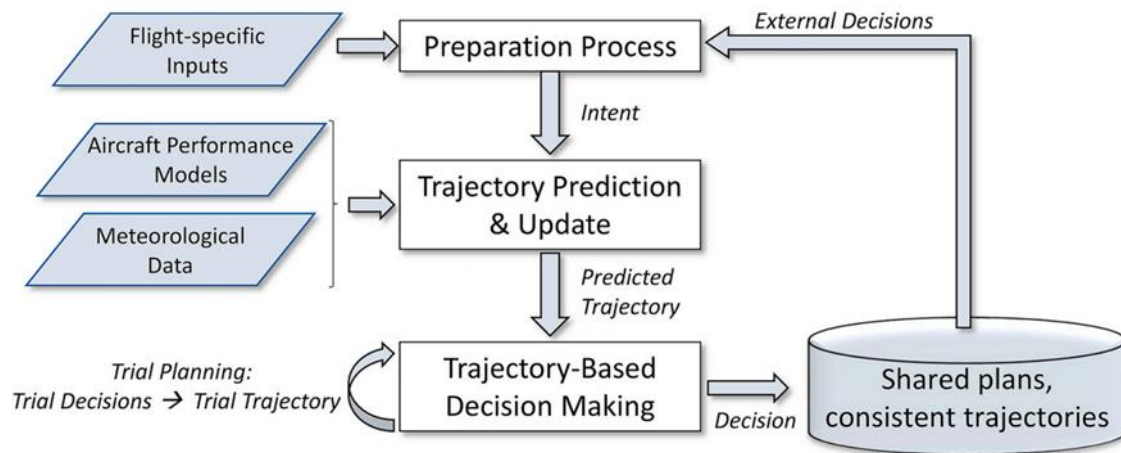 Flight-specific
Inputs
Preparation Process
External Decisions
Intent
Aircraft Performance
Models
Meteorological
Data
Trajectory Prediction
& Update
Predicted
Trajectory
Trial Planning:
Trial Decisions → Trial Trajectory
Trajectory-Based
Decision Making
Decision
Shared plans,
consistent trajectories